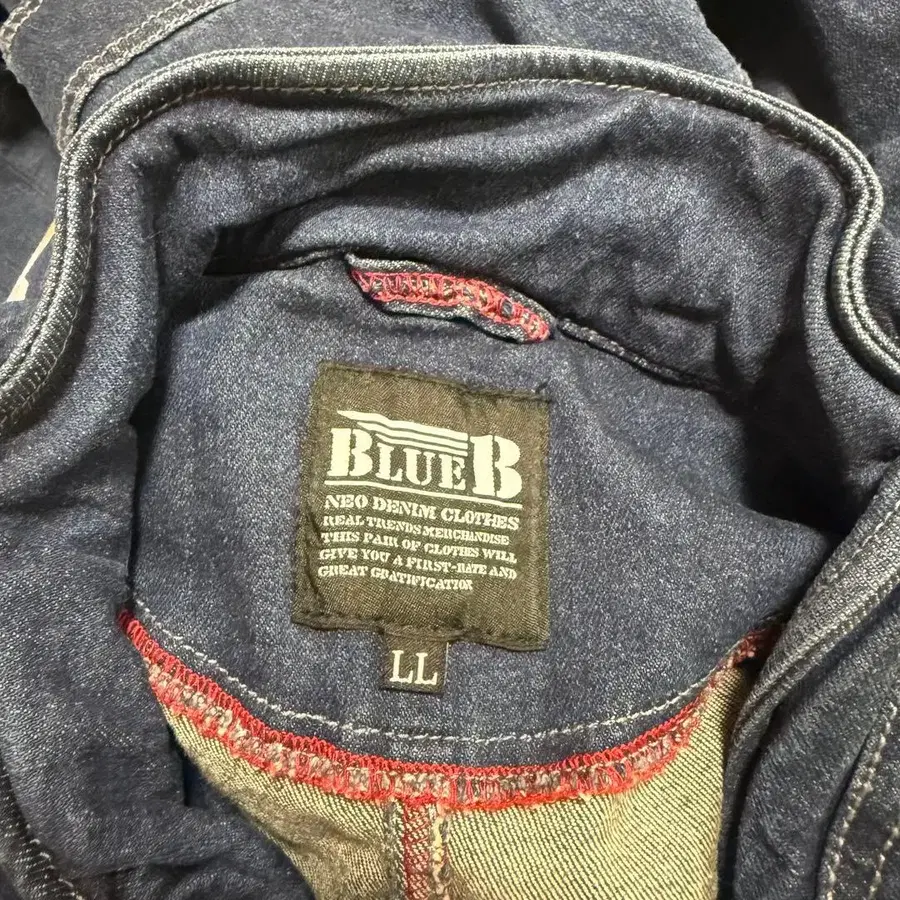 BLUEB
NEO DENIM CLOTHES
REAL TRENDS MERCHANDISE
THIS PAIR OF CLOTHES WILL
GIVE YOU A FIRST-RATE AND
GREAT GRATIFICATION
LL